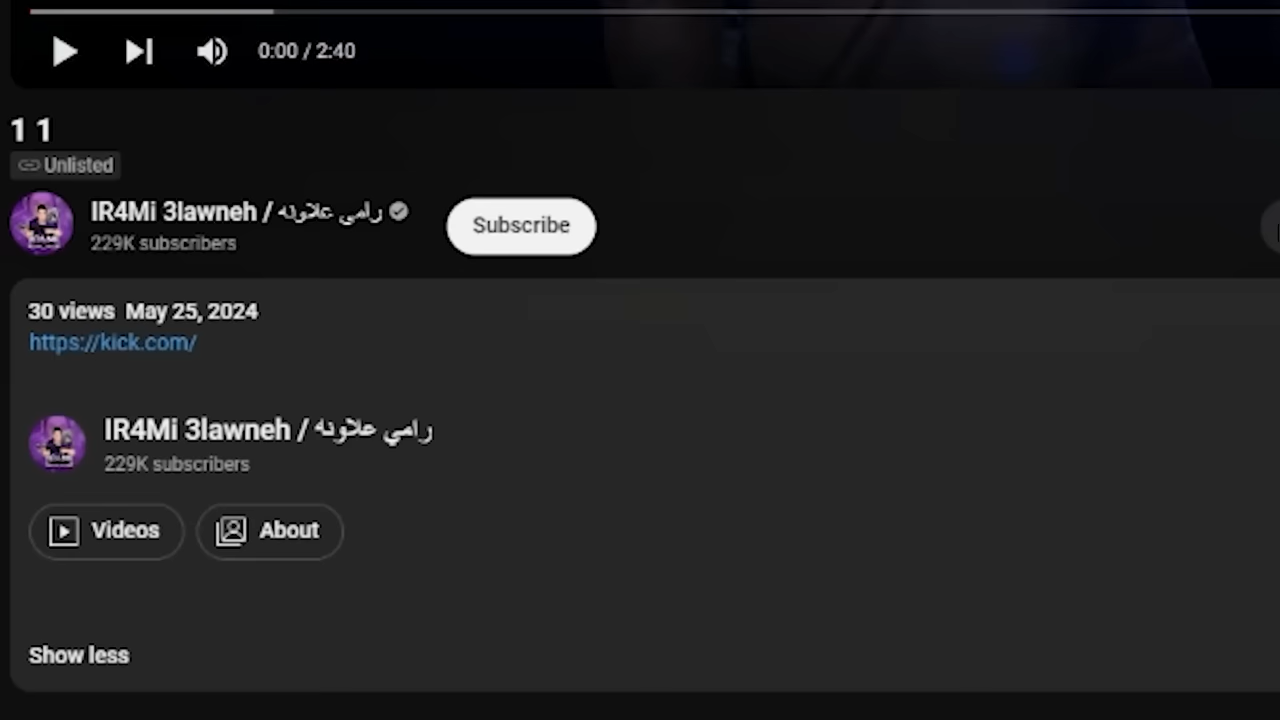 0:00 / 2:40
1 1
Unlisted
IR4Mi 3lawneh / رامي علاونه
Subscribe
229K subscribers
30 views May 25, 2024
https://kick.com/
IR4Mi 3lawneh / رامي علاونه
229K subscribers
Videos
About
Show less